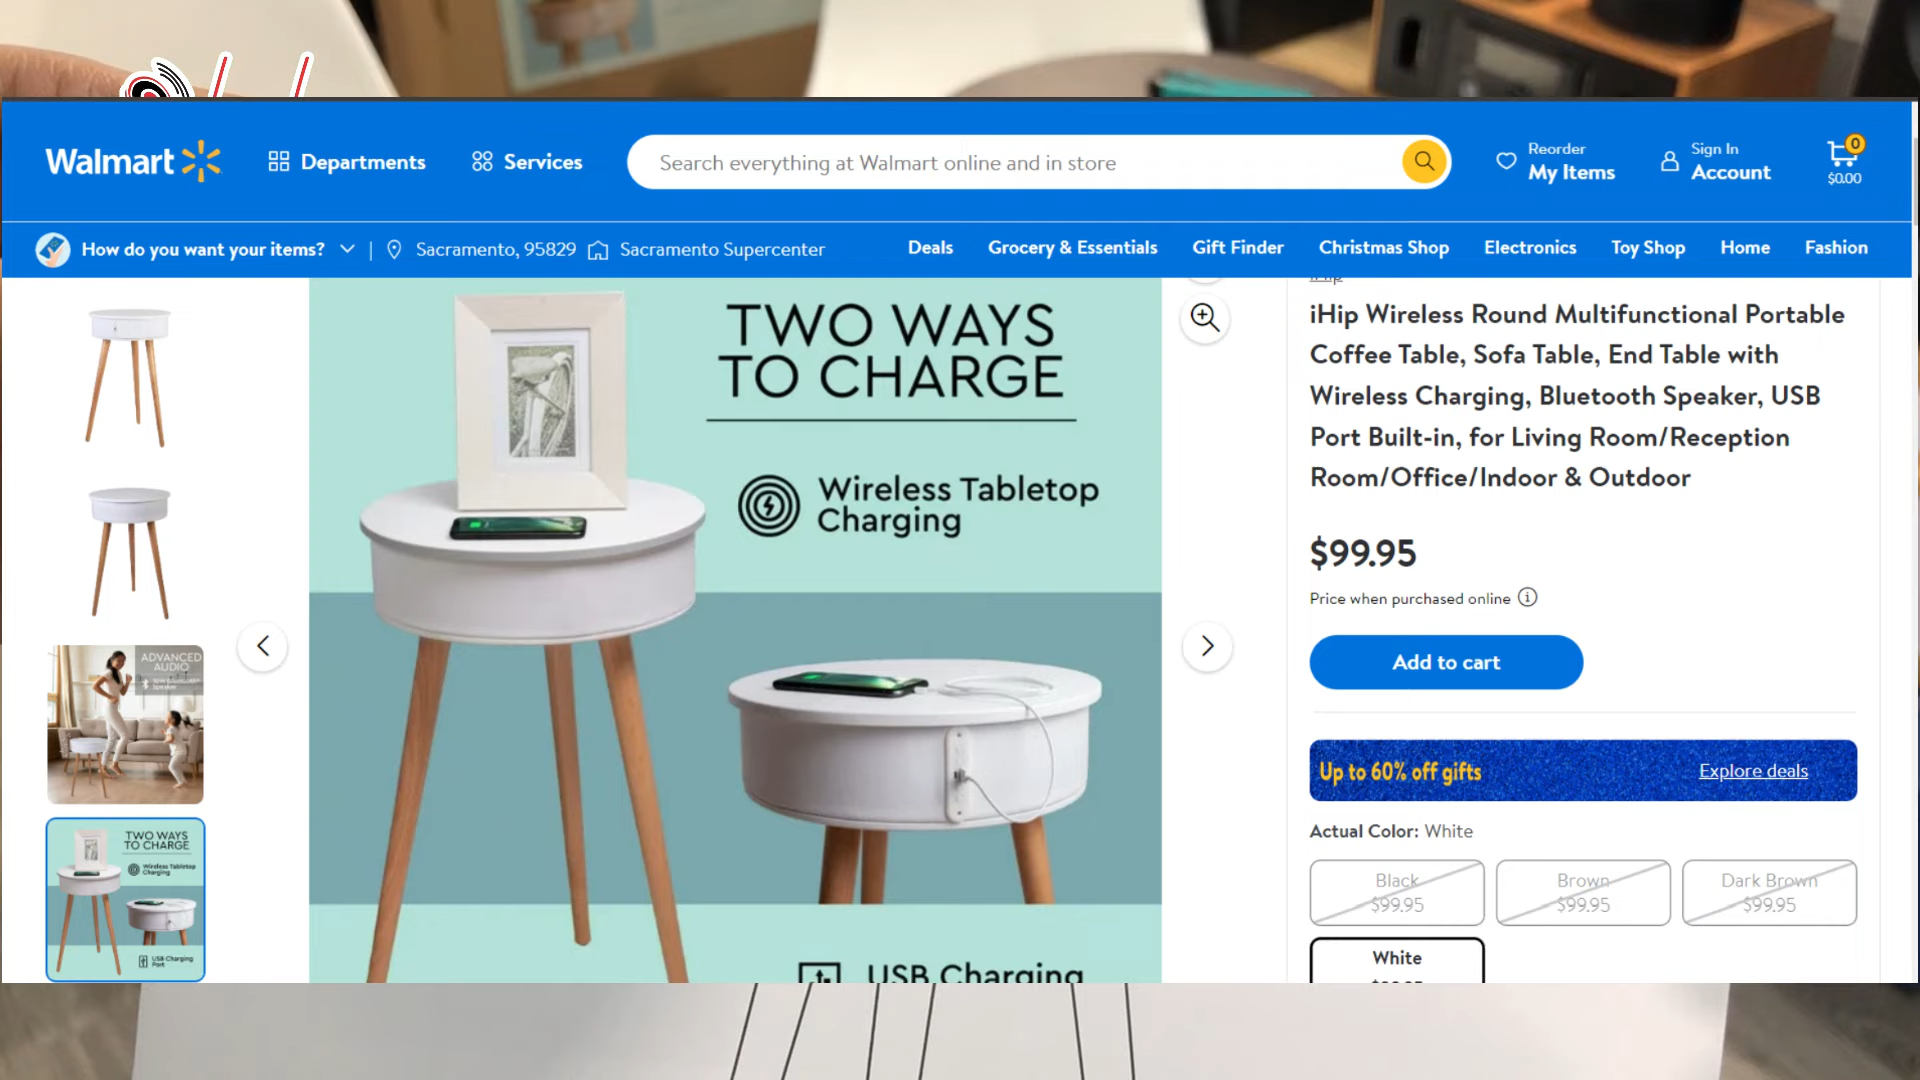 Walmart
Departments
Services
Search everything at Walmart online and in store
Reorder
My Items
Sign In
Account
0
$0.00
How do you want your items?
Sacramento, 95829
Sacramento Supercenter
Deals
Grocery & Essentials
Gift Finder
Christmas Shop
Electronics
Toy Shop
Home
Fashion
ADVANCED
AUDIO
TWO WAYS
TO CHARGE
Wireless Tabletop
Charging
USB Charging
Port
TWO WAYS
TO CHARGE
Wireless Tabletop
Charging
USB Charging
iHip Wireless Round Multifunctional Portable
Coffee Table, Sofa Table, End Table with
Wireless Charging, Bluetooth Speaker, USB
Port Built-in, for Living Room/Reception
Room/Office/Indoor & Outdoor
$99.95
Price when purchased online
Add to cart
Up to 60% off gifts
Explore deals
Actual Color: White
Black
$99.95
Brown
$99.95
Dark Brown
$99.95
White